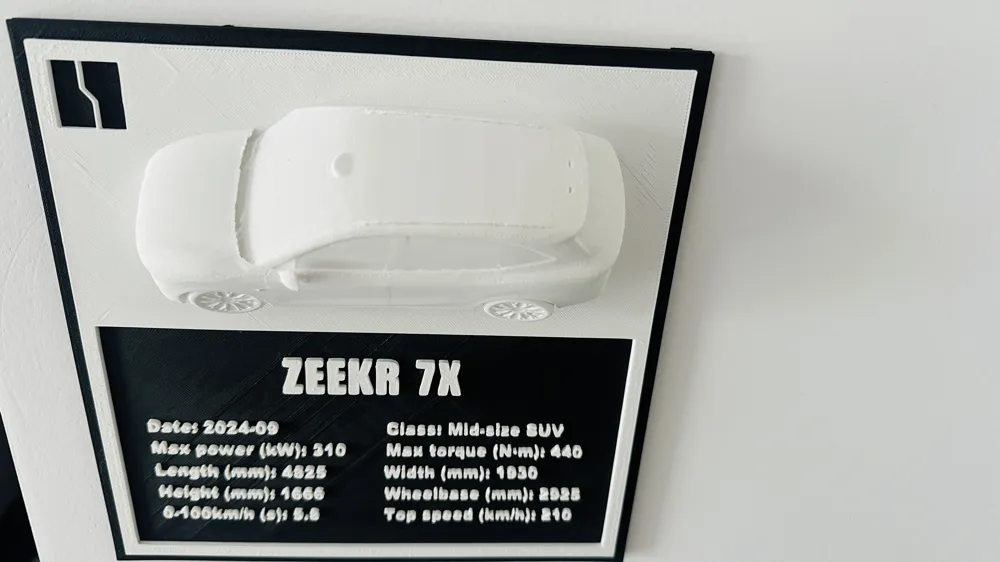 ZEEKR 7X
Date: 2024-09
Class: Mid-size SUV
Max power (kW): 310
Max torque (N·m): 440
Length (mm): 4825
Width (mm): 1930
Height (mm): 1666
Wheelbase (mm): 2925
0-100km/h (s): 5.8
Top speed (km/h): 210